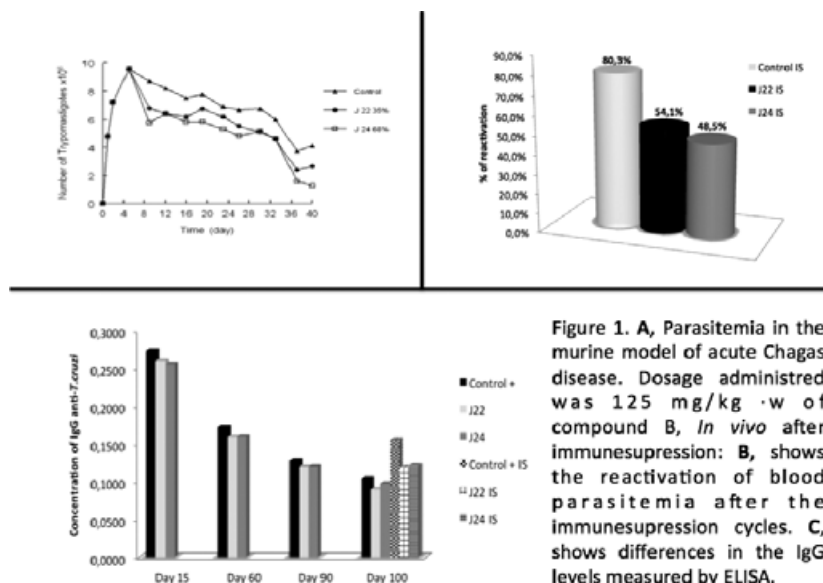 10
8
6
4
2
0
Number of Trypomastigotes x10⁵
0 4 8 12 16 20 24 28 32 36 40
Time (day)
Control
J 22 35%
J 24 68%
90,0%
80,0%
70,0%
60,0%
50,0%
40,0%
30,0%
20,0%
10,0%
0,0%
% of reactivation
80,3%
54,1%
48,5%
Control IS
J22 IS
J24 IS
0,3000
0,2500
0,2000
0,1500
0,1000
0,0500
0,0000
Concentration of IgG anti-T.cruzi
Day 15 Day 60 Day 90 Day 100
Control +
J22
J24
Control + IS
J22 IS
J24 IS
Figure 1. A, Parasitemia in the
murine model of acute Chagas
disease. Dosage administred
was 125 mg/kg ·w of
compound B, In vivo after
immunesupression: B, shows
the reactivation of blood
parasitemia after the
immunesupression cycles. C,
shows differences in the IgG
levels measured by ELISA.